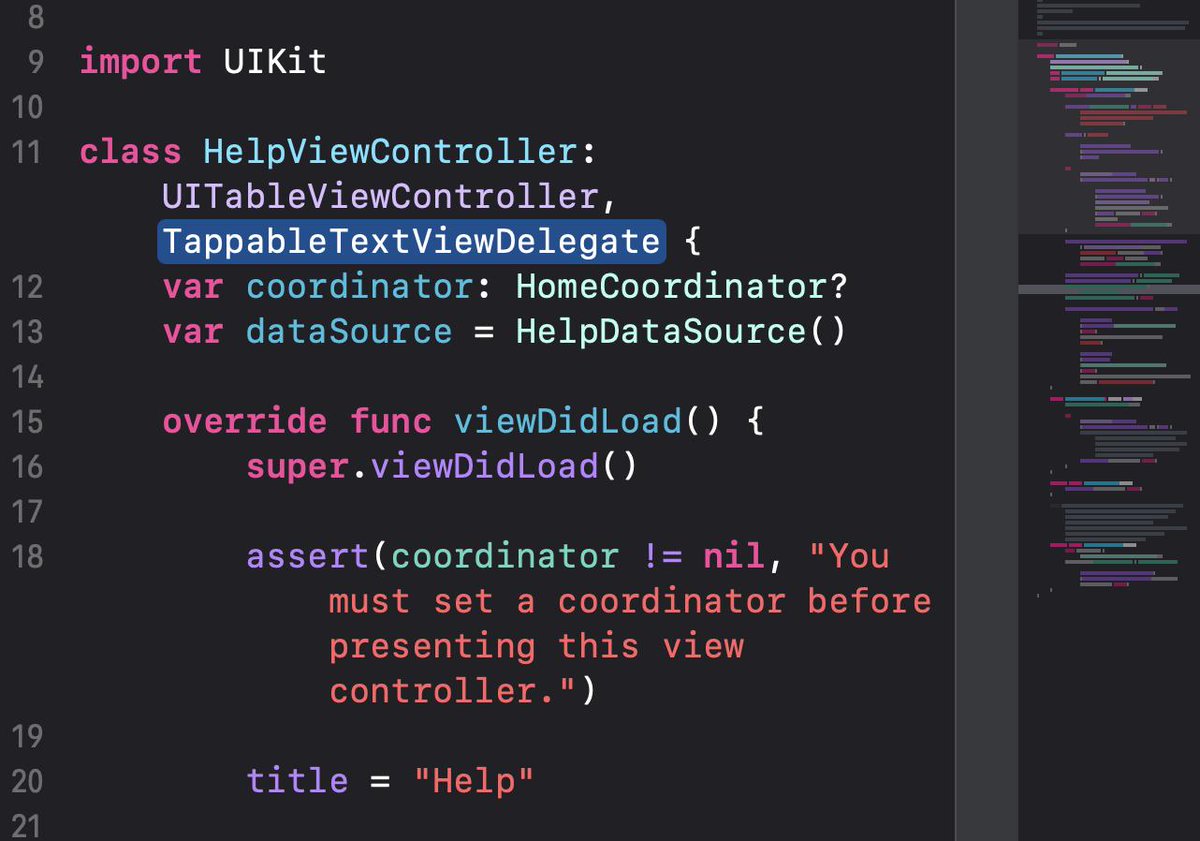 8
9 import UIKit
10
11 class HelpViewController:
UITableViewController,
TappableTextViewDelegate {
12 var coordinator: HomeCoordinator?
13 var dataSource = HelpDataSource()
14
15 override func viewDidLoad() {
16 super.viewDidLoad()
17
18 assert(coordinator != nil, "You
must set a coordinator before
presenting this view
controller.")
19
20 title = "Help"
21